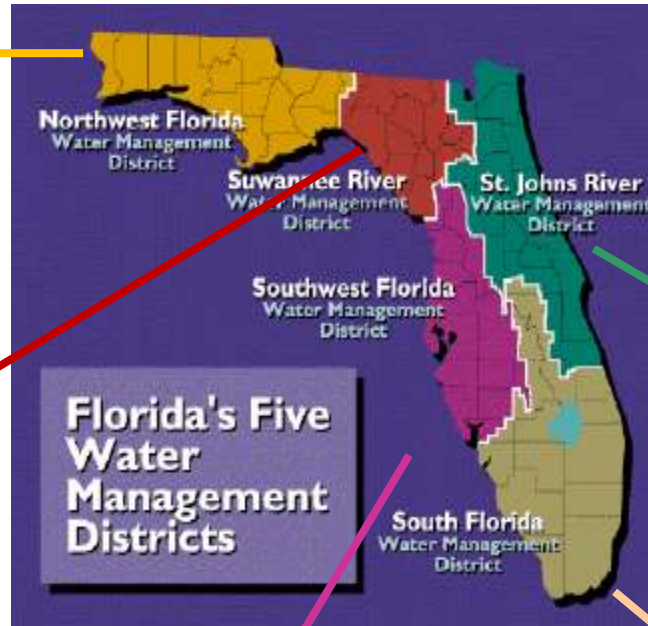 Northwest Florida
Water Management
District
Suwannee River
Water Management
District
St. Johns River
Water Management
District
Southwest Florida
Water Management
District
Florida's Five
Water
Management
Districts
South Florida
Water Management
District